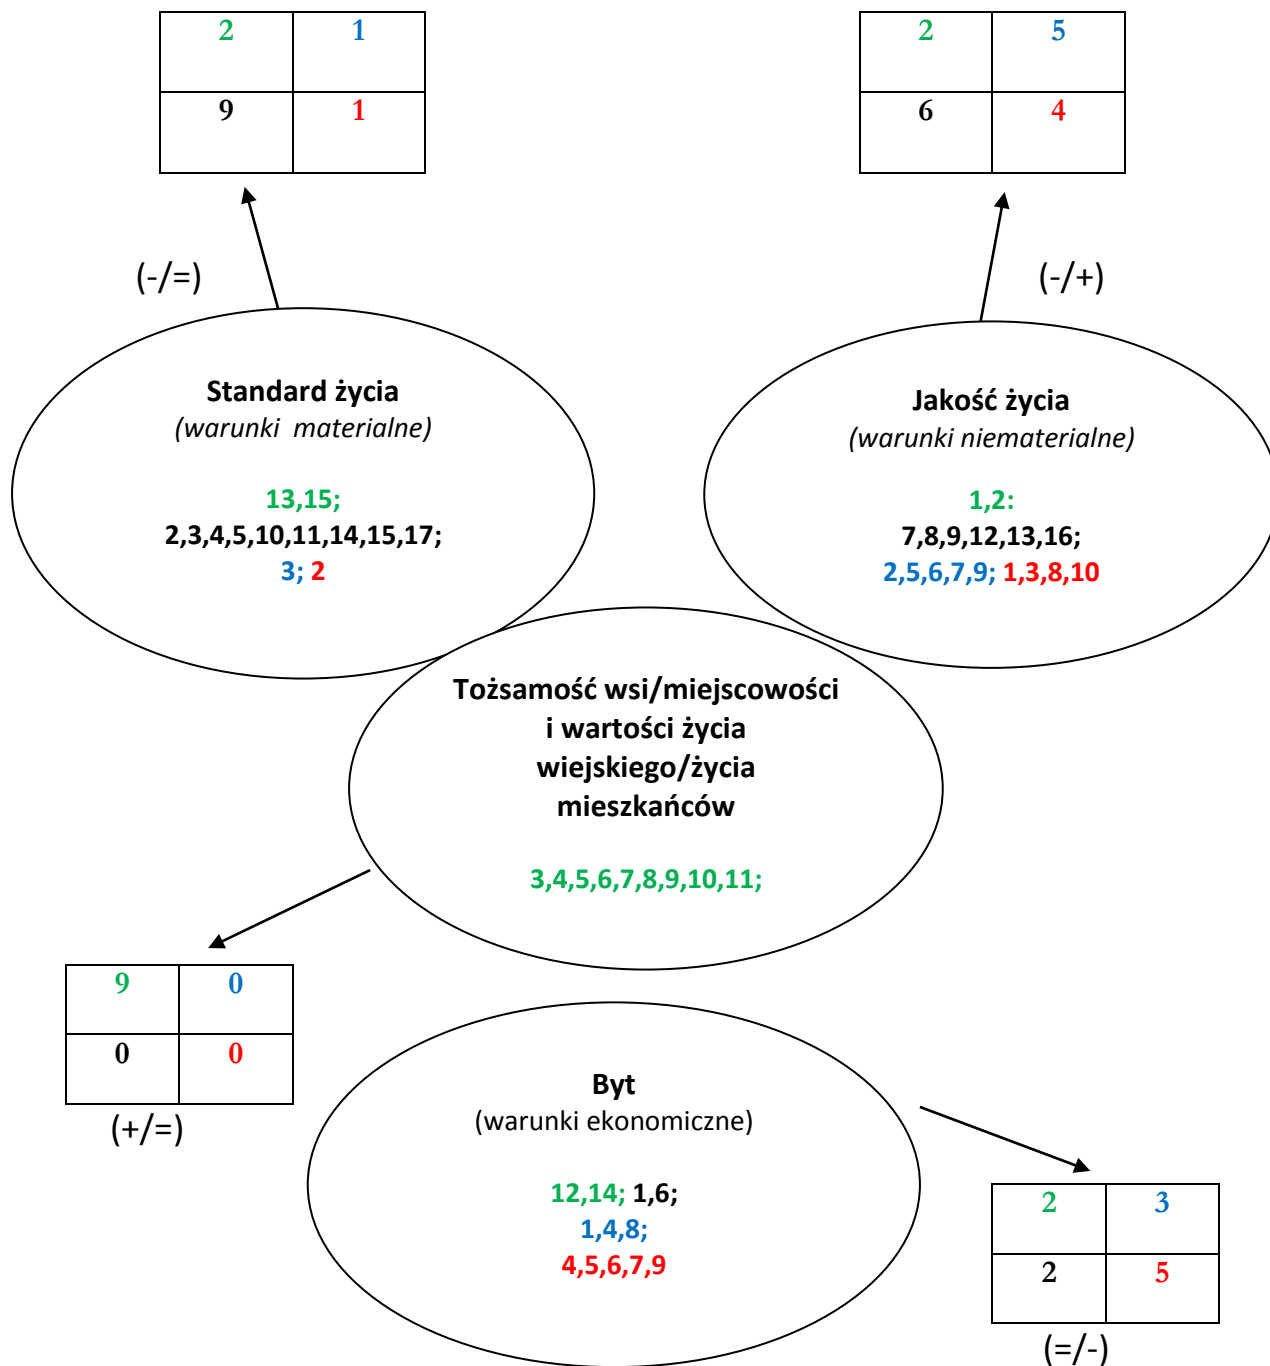 2 1
9 1
2 5
6 4
(-/=)
(-/+)
Standard życia
(warunki materialne)
13,15;
2,3,4,5,10,11,14,15,17;
3; 2
Jakość życia
(warunki niematerialne)
1,2:
7,8,9,12,13,16;
2,5,6,7,9; 1,3,8,10
Tożsamość wsi/miejscowości
i wartości życia
wiejskiego/życia
mieszkańców
3,4,5,6,7,8,9,10,11;
9 0
0 0
(+/=)
Byt
(warunki ekonomiczne)
12,14; 1,6;
1,4,8;
4,5,6,7,9
2 3
2 5
(=/-)